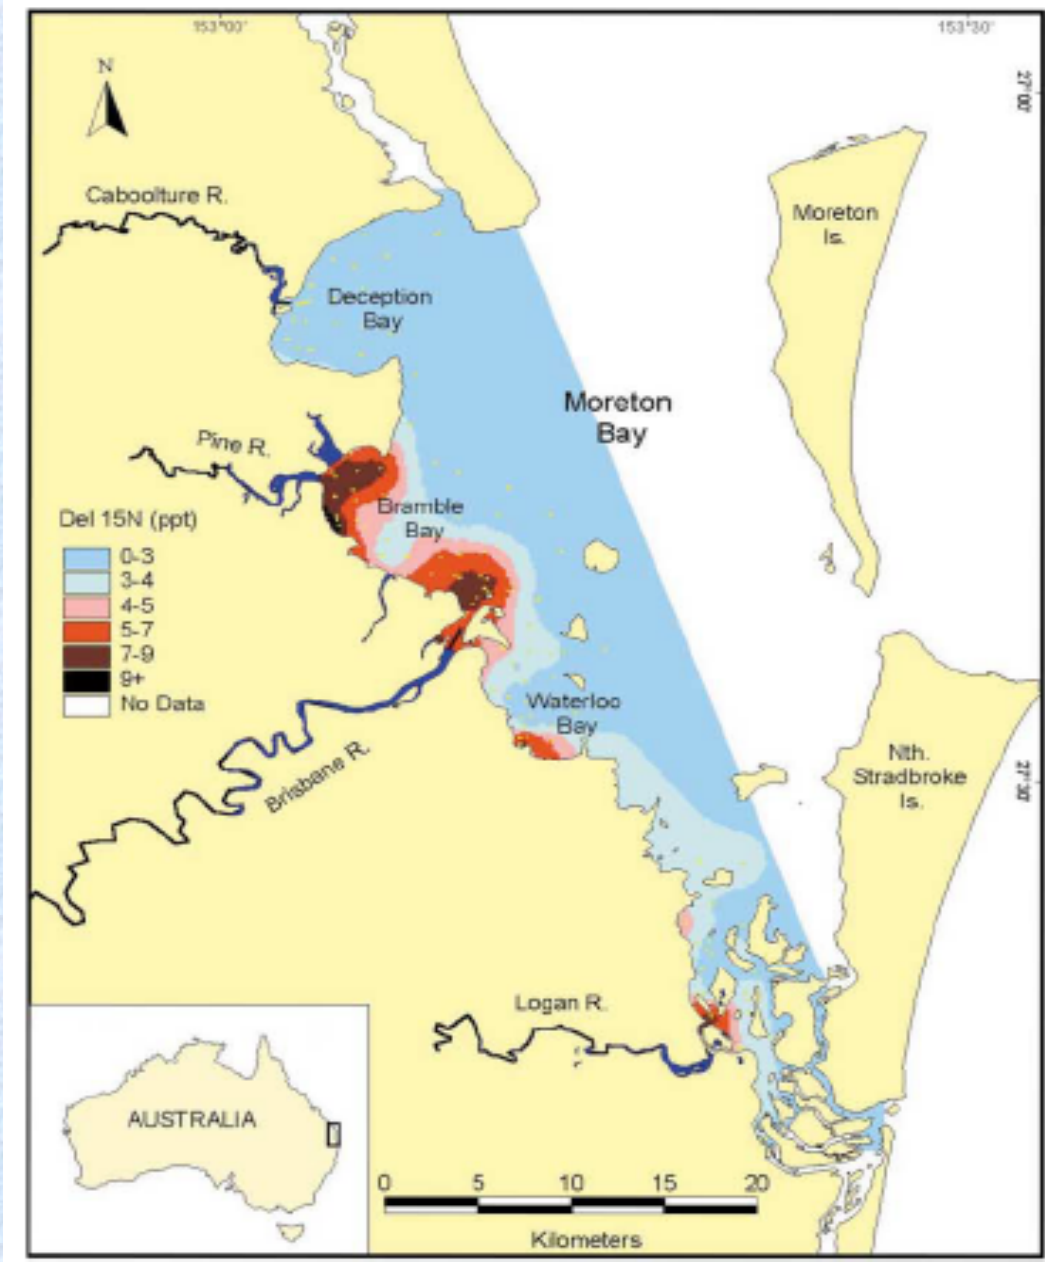 153°00'
153°30'
27°00'
N
Caboolture R.
Moreton
Is.
Deception
Bay
Moreton
Bay
Pine R.
Bramble
Bay
Del 15N (ppt)
0-3
3-4
4-5
5-7
7-9
9+
No Data
Waterloo
Bay
Brisbane R.
Nth.
Stradbroke
Is.
27°30'
Logan R.
AUSTRALIA
0 5 10 15 20
Kilometers